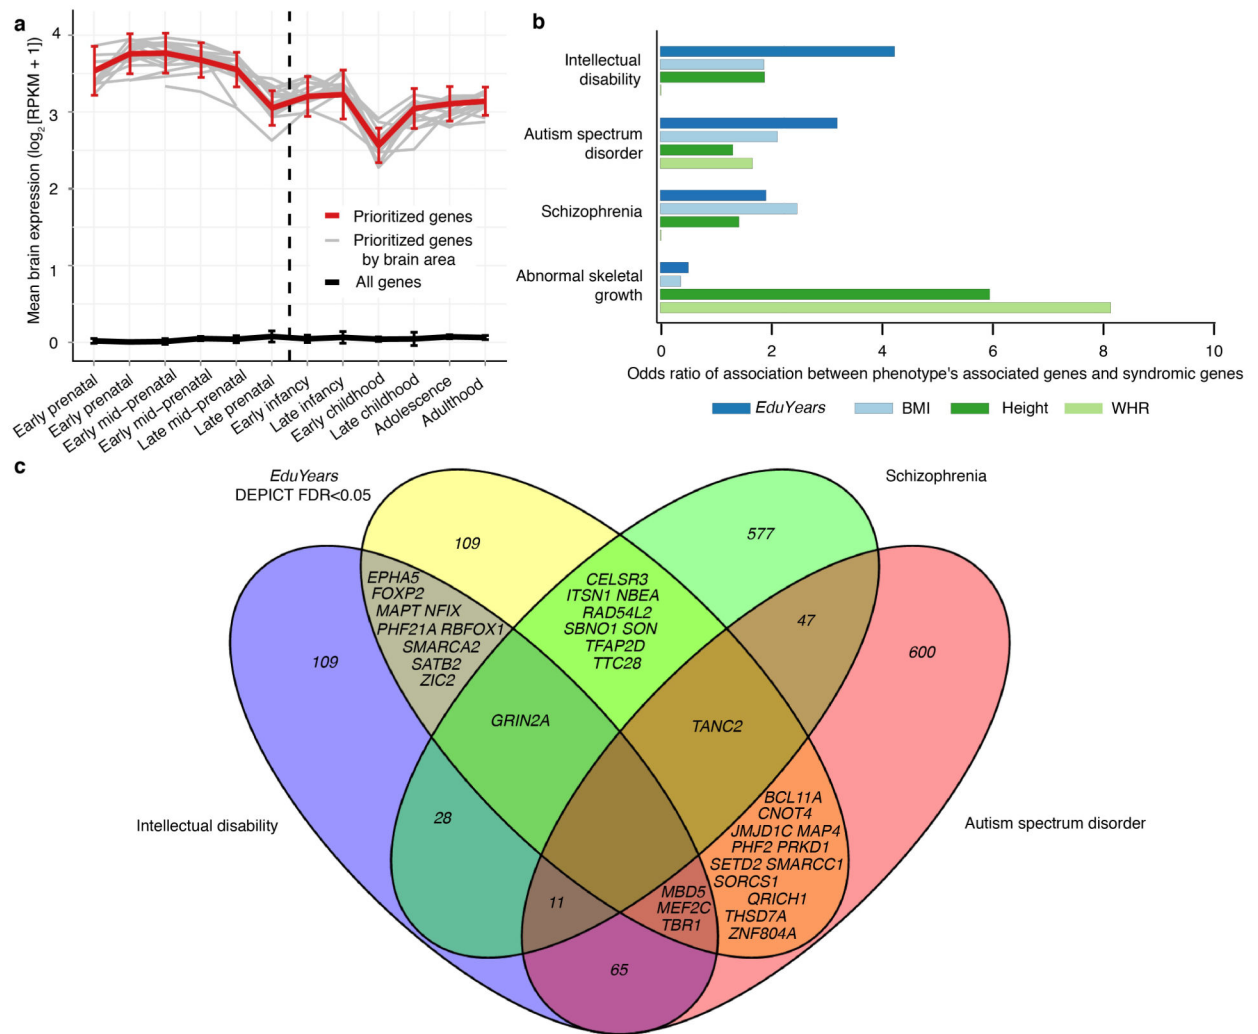 a
Mean brain expression (log2[RPKM + 1])
4
3
2
1
0
Prioritized genes
Prioritized genes
by brain area
All genes
Early prenatal
Early prenatal
Early mid–prenatal
Early mid–prenatal
Late mid–prenatal
Late prenatal
Early infancy
Late infancy
Early childhood
Late childhood
Adolescence
Adulthood
b
Intellectual
disability
Autism spectrum
disorder
Schizophrenia
Abnormal skeletal
growth
0 2 4 6 8 10
Odds ratio of association between phenotype's associated genes and syndromic genes
EduYears BMI Height WHR
c
EduYears
DEPICT FDR<0.05
Schizophrenia
Intellectual disability
Autism spectrum disorder
109
577
109
600
47
EPHA5
FOXP2
MAPT NFIX
PHF21A RBFOX1
SMARCA2
SATB2
ZIC2
CELSR3
ITSN1 NBEA
RAD54L2
SBNO1 SON
TFAP2D
TTC28
GRIN2A
TANC2
28
BCL11A
CNOT4
JMJD1C MAP4
PHF2 PRKD1
SETD2 SMARCC1
SORCS1
QRICH1
THSD7A
ZNF804A
11
MBD5
MEF2C
TBR1
65